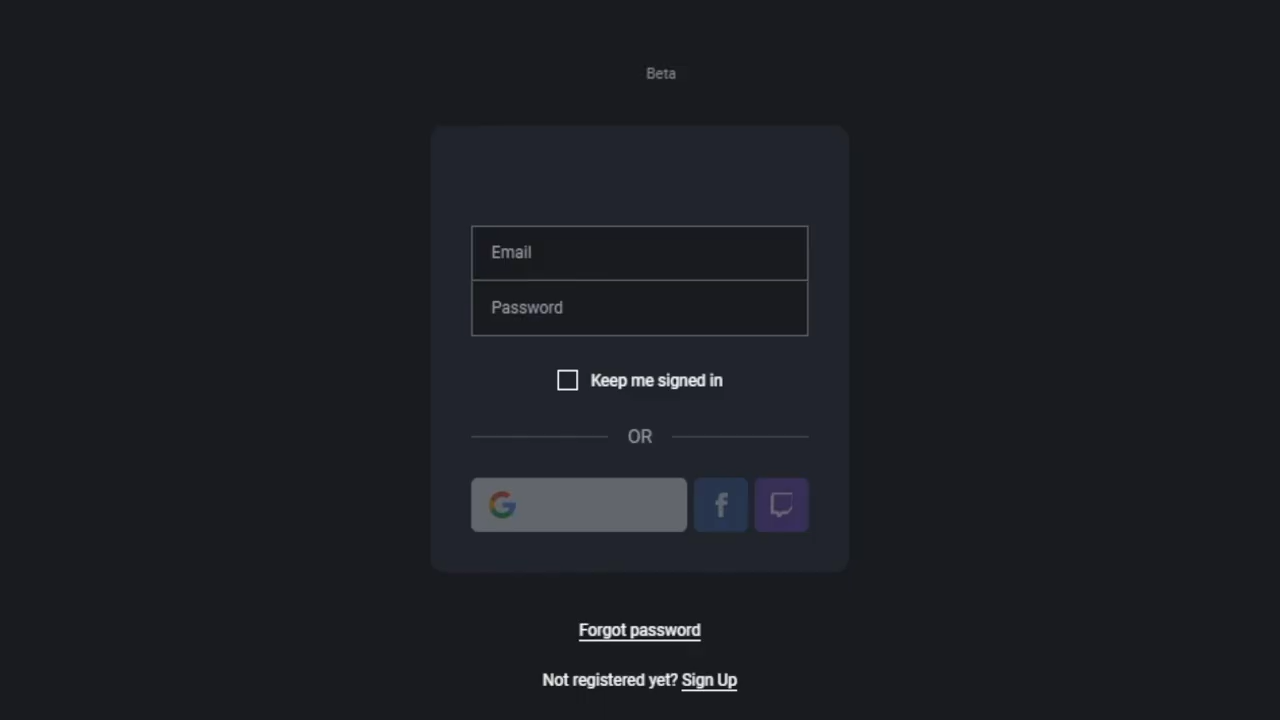 Beta
Email
Password
Keep me signed in
OR
Forgot password
Not registered yet? Sign Up